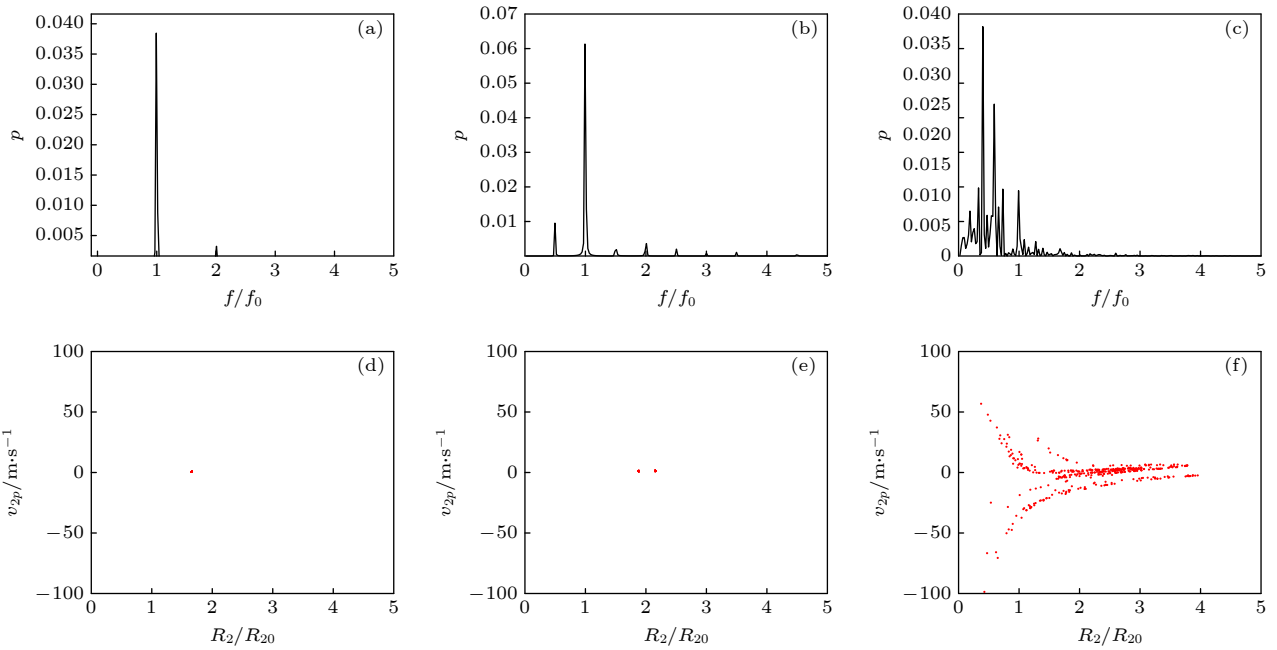 (a)
0.040
0.035
0.030
0.025
0.020
0.015
0.010
0.005
p
0 1 2 3 4 5
f/f₀
(b)
0.07
0.06
0.05
0.04
0.03
0.02
0.01
p
0 1 2 3 4 5
f/f₀
(c)
0.040
0.035
0.030
0.025
0.020
0.015
0.010
0.005
0
p
0 1 2 3 4 5
f/f₀
(d)
100
50
0
−50
−100
v₂ₚ/m·s⁻¹
0 1 2 3 4 5
R₂/R₂₀
(e)
100
50
0
−50
−100
v₂ₚ/m·s⁻¹
0 1 2 3 4 5
R₂/R₂₀
(f)
100
50
0
−50
−100
v₂ₚ/m·s⁻¹
0 1 2 3 4 5
R₂/R₂₀